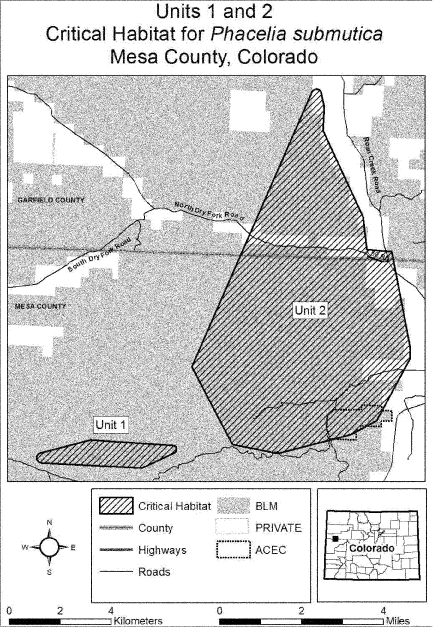 Units 1 and 2
Critical Habitat for Phacelia submutica
Mesa County, Colorado
Roan Creek Road
GARFIELD COUNTY
North Dry Fork Road
South Dry Fork Road
MESA COUNTY
Unit 2
Unit 1
Critical Habitat
BLM
County
PRIVATE
Highways
ACEC
Roads
N
W
E
S
Colorado
0 2 4
Kilometers
0 2 4
Miles